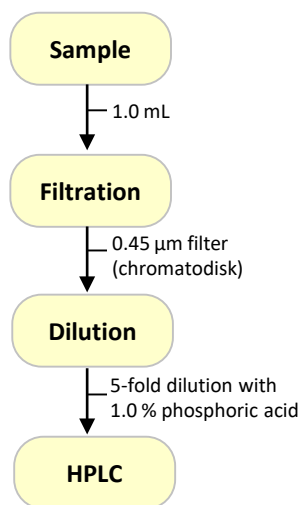 Sample
1.0 mL
Filtration
0.45 µm filter
(chromatodisk)
Dilution
5-fold dilution with
1.0 % phosphoric acid
HPLC